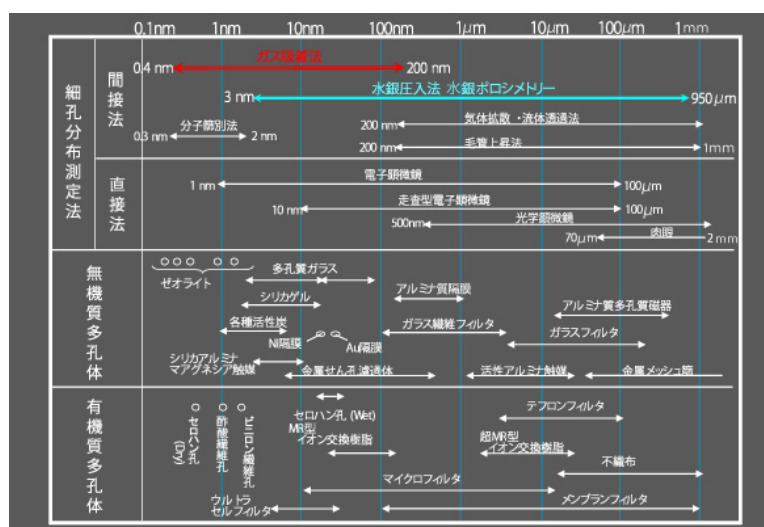 0.1nm 1nm 10nm 100nm 1μm 10μm 100μm 1mm
細孔分布測定法
間接法
ガス吸着法
0.4 nm 200 nm
水銀圧入法 水銀ポロシメトリー
3 nm 950μm
分子篩別法
0.3 nm 2 nm
気体拡散・流体透過法
200 nm
毛管上昇法
200 nm 1mm
直接法
電子顕微鏡
1 nm 100μm
走査型電子顕微鏡
10 nm 100μm
500nm 光学顕微鏡
70μm 肉眼 2mm
無機質多孔体
ゼオライト
多孔質ガラス
シリカゲル
アルミナ質隔膜
アルミナ質多孔質磁器
各種活性炭
ガラス繊維フィルタ
ガラスフィルタ
Ni隔膜
Au隔膜
シリカアルミナ
マアグネシア触媒
金属せん孔濾過体
活性アルミナ触媒
金属メッシュ篩
有機質多孔体
セロハン孔
(Dry)
酢酸繊維孔
ビニロン繊維孔
セロハン孔 (Wet)
MR型
イオン交換樹脂
テフロンフィルタ
超MR型
イオン交換樹脂
不織布
マイクロフィルタ
ウルトラ
セルフィルタ
メンブランフィルタ